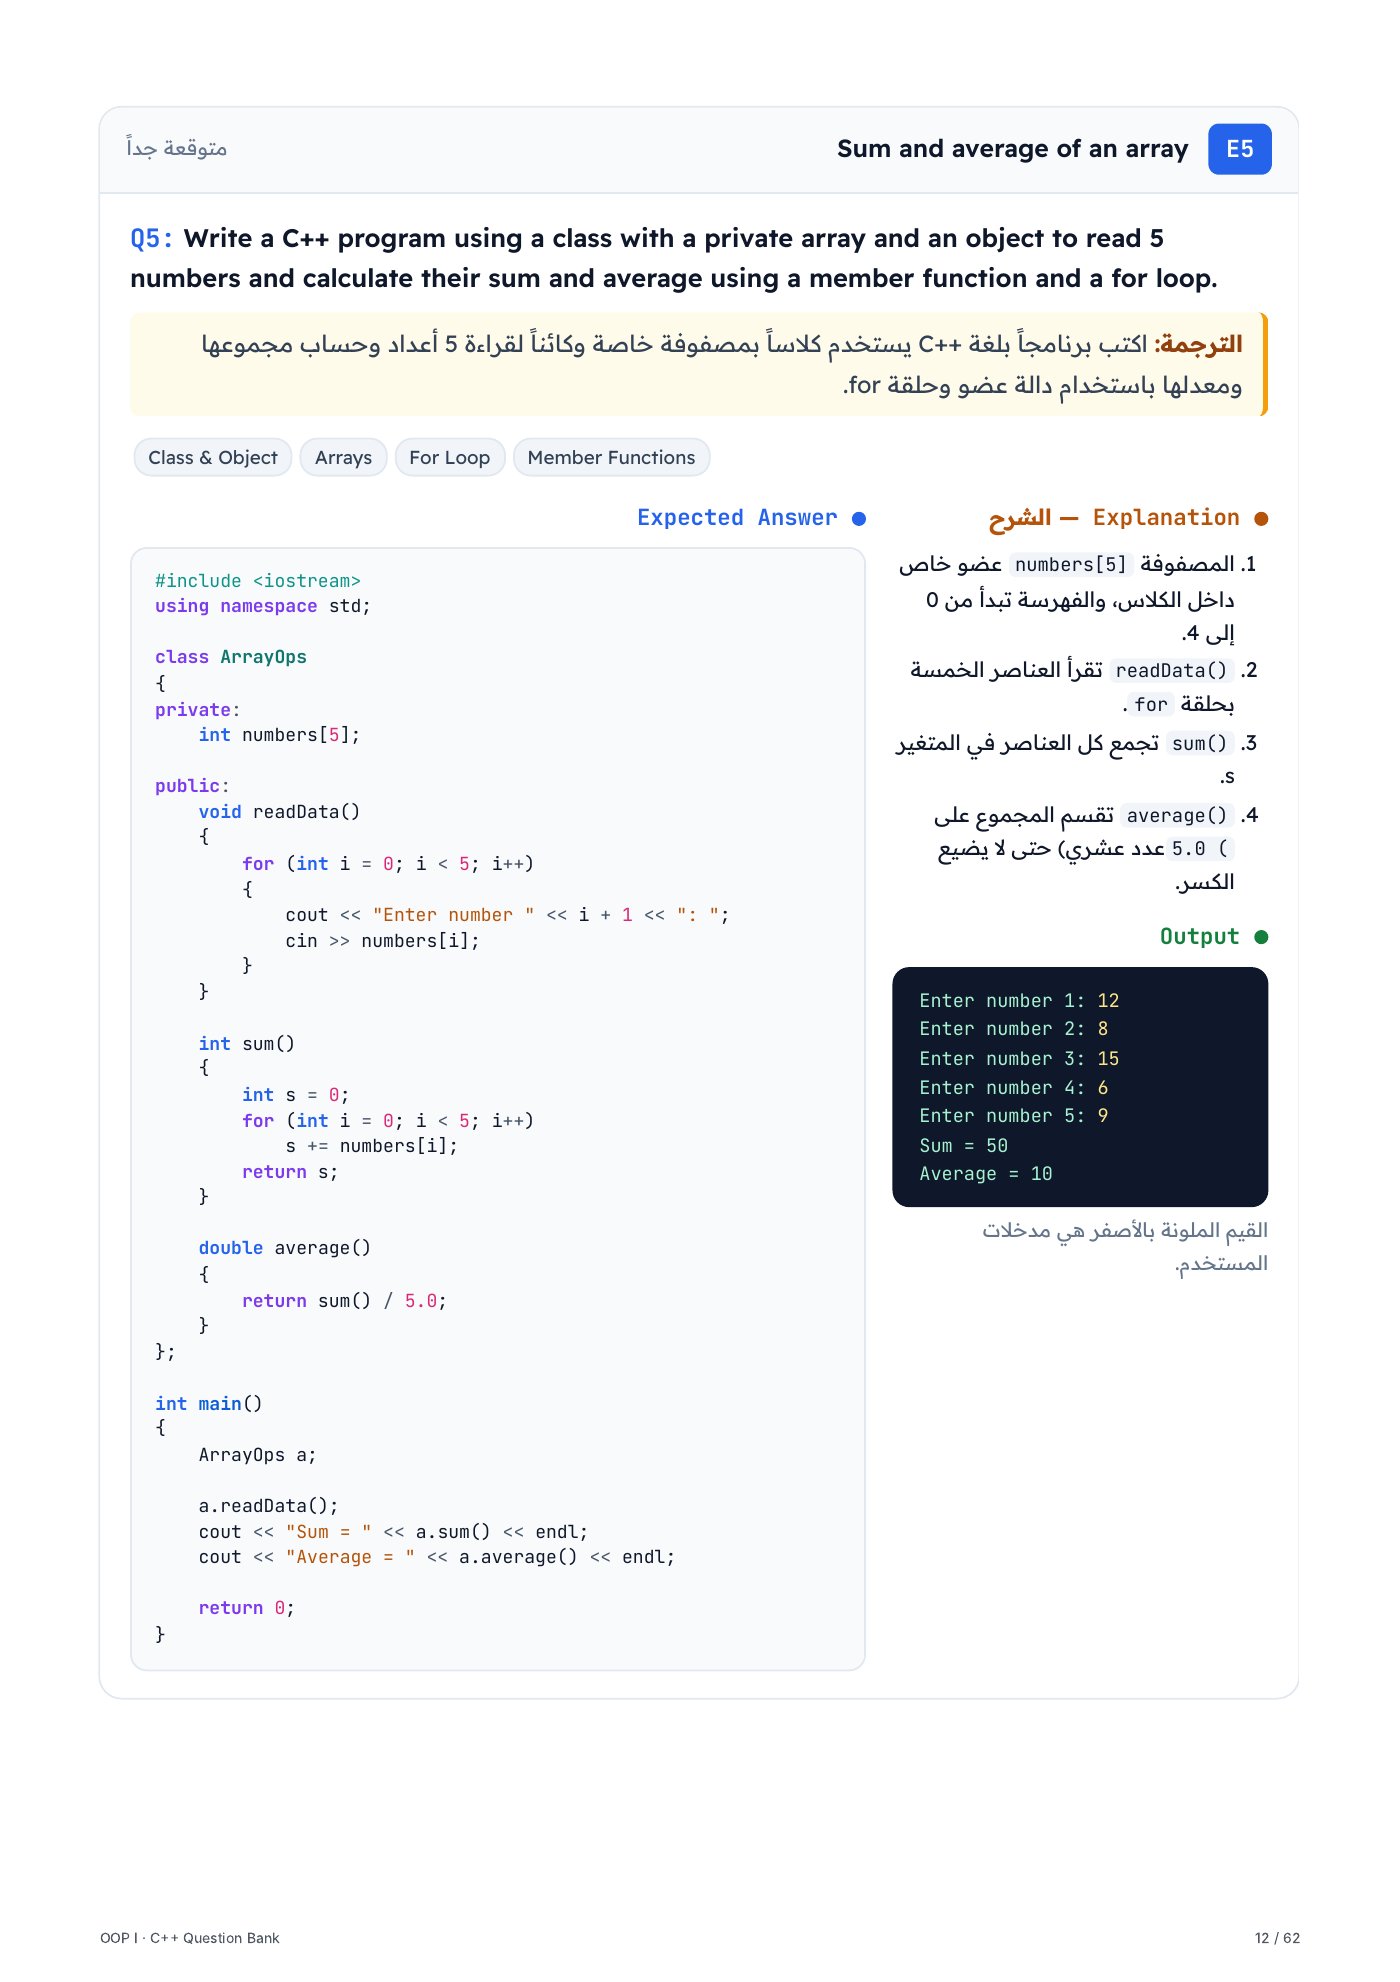 متوقعة جداً
Sum and average of an array
E5
Q5: Write a C++ program using a class with a private array and an object to read 5
numbers and calculate their sum and average using a member function and a for loop.
الترجمة: اكتب برنامجاً بلغة C++ يستخدم كلاساً بمصفوفة خاصة وكائناً لقراءة 5 أعداد وحساب مجموعها
ومعدلها باستخدام دالة عضو وحلقة for.
Class & Object
Arrays
For Loop
Member Functions
Expected Answer
#include <iostream>
using namespace std;
class ArrayOps
{
private:
    int numbers[5];
public:
    void readData()
    {
        for (int i = 0; i < 5; i++)
        {
            cout << "Enter number " << i + 1 << ": ";
            cin >> numbers[i];
        }
    }
    int sum()
    {
        int s = 0;
        for (int i = 0; i < 5; i++)
            s += numbers[i];
        return s;
    }
    double average()
    {
        return sum() / 5.0;
    }
};
int main()
{
    ArrayOps a;
    a.readData();
    cout << "Sum = " << a.sum() << endl;
    cout << "Average = " << a.average() << endl;
    return 0;
}
Explanation — الشرح
1. المصفوفة numbers[5] عضو خاص
داخل الكلاس، والفهرسة تبدأ من 0
إلى 4.
2. readData() تقرأ العناصر الخمسة
بحلقة for.
3. sum() تجمع كل العناصر في المتغير
s.
4. average() تقسم المجموع على
5.0 (عدد عشري) حتى لا يضيع
الكسر.
Output
Enter number 1: 12
Enter number 2: 8
Enter number 3: 15
Enter number 4: 6
Enter number 5: 9
Sum = 50
Average = 10
القيم الملونة بالأصفر هي مدخلات
المستخدم.
OOP I · C++ Question Bank
12 / 62